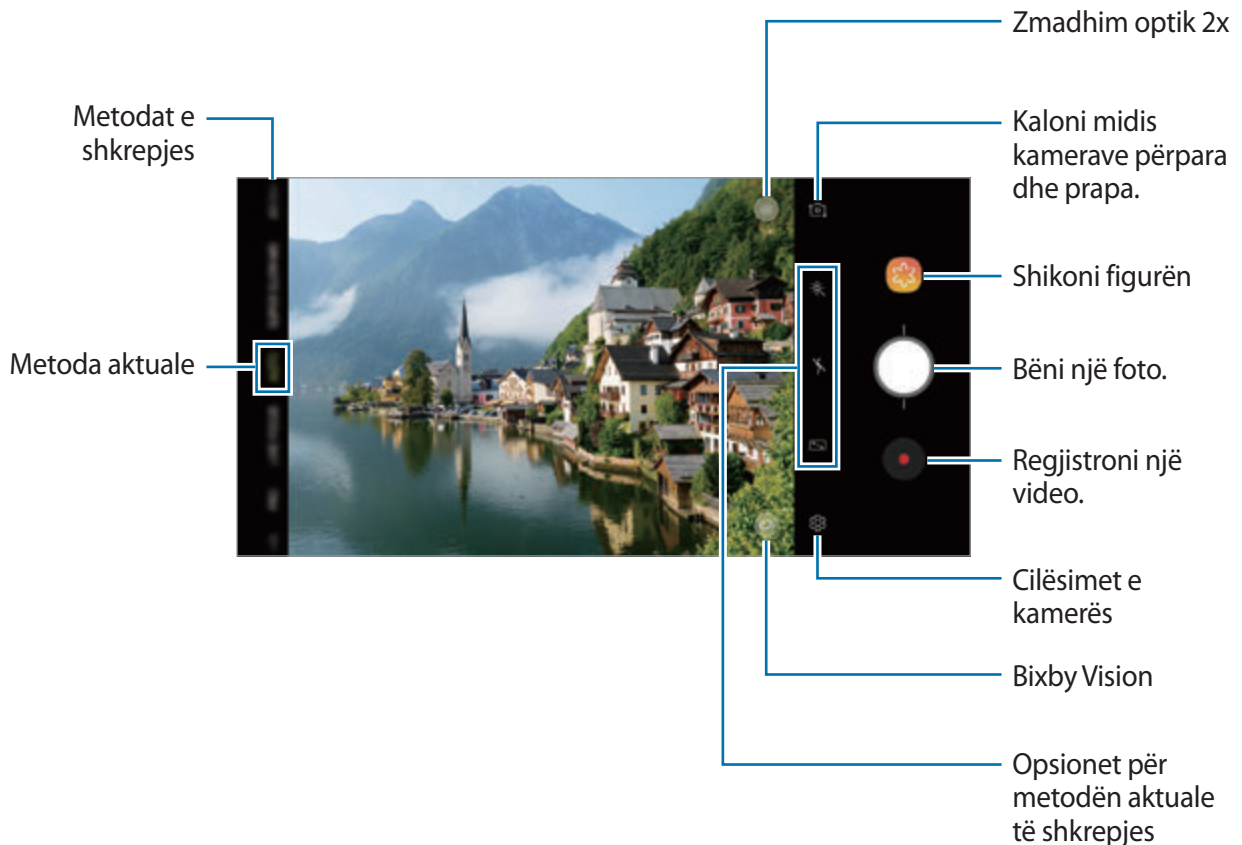 Zmadhim optik 2x
Metodat e
shkrepjes
Kaloni midis
kamerave përpara
dhe prapa.
Shikoni figurën
Metoda aktuale
Bëni një foto.
Regjistroni një
video.
Cilësimet e
kamerës
Bixby Vision
Opsionet për
metodën aktuale
të shkrepjes